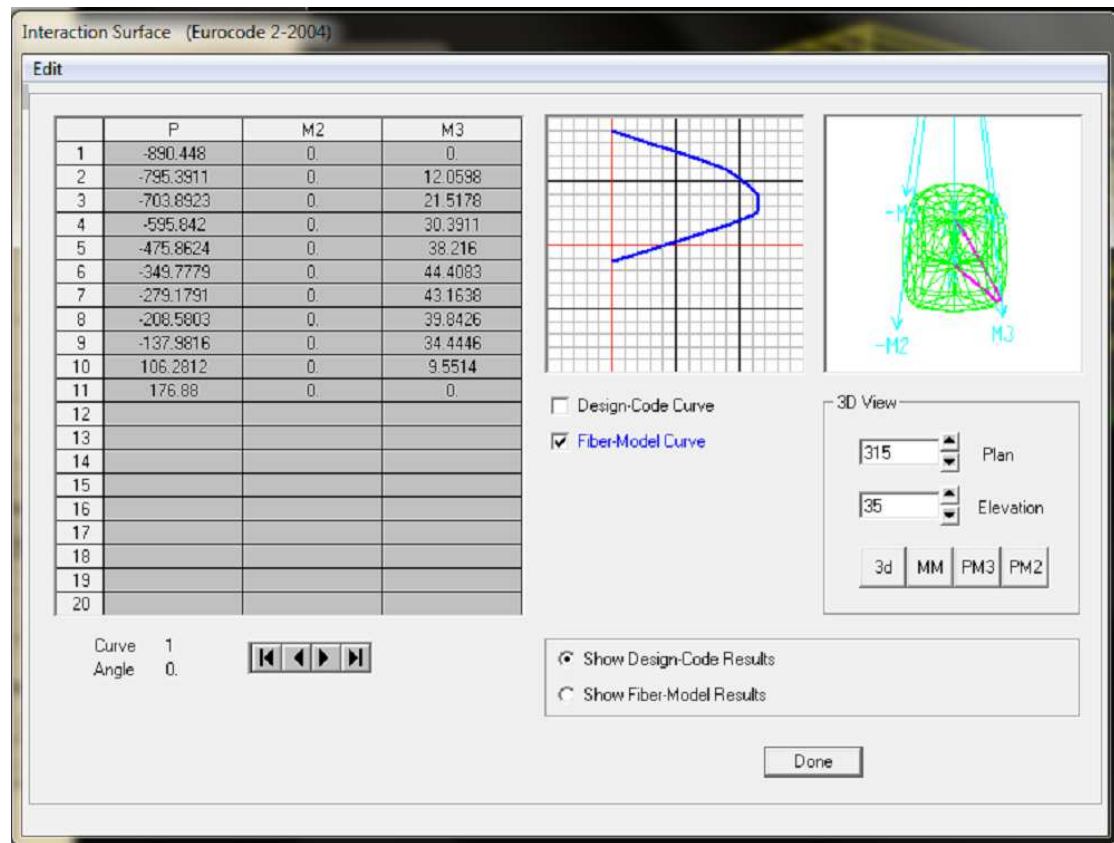 Interaction Surface (Eurocode 2-2004)
Edit
P M2 M3
1 -890.448 0. 0.
2 -795.3911 0. 12.0598
3 -703.8923 0. 21.5178
4 -595.842 0. 30.3911
5 -475.8624 0. 38.216
6 -349.7779 0. 44.4083
7 -279.1791 0. 43.1638
8 -208.5803 0. 39.8426
9 -137.9816 0. 34.4446
10 106.2812 0. 9.5514
11 176.88 0. 0.
12
13
14
15
16
17
18
19
20
Curve 1
Angle 0.
Design-Code Curve
Fiber-Model Curve
-M2
M3
3D View
315 Plan
35 Elevation
3d MM PM3 PM2
Show Design-Code Results
Show Fiber-Model Results
Done